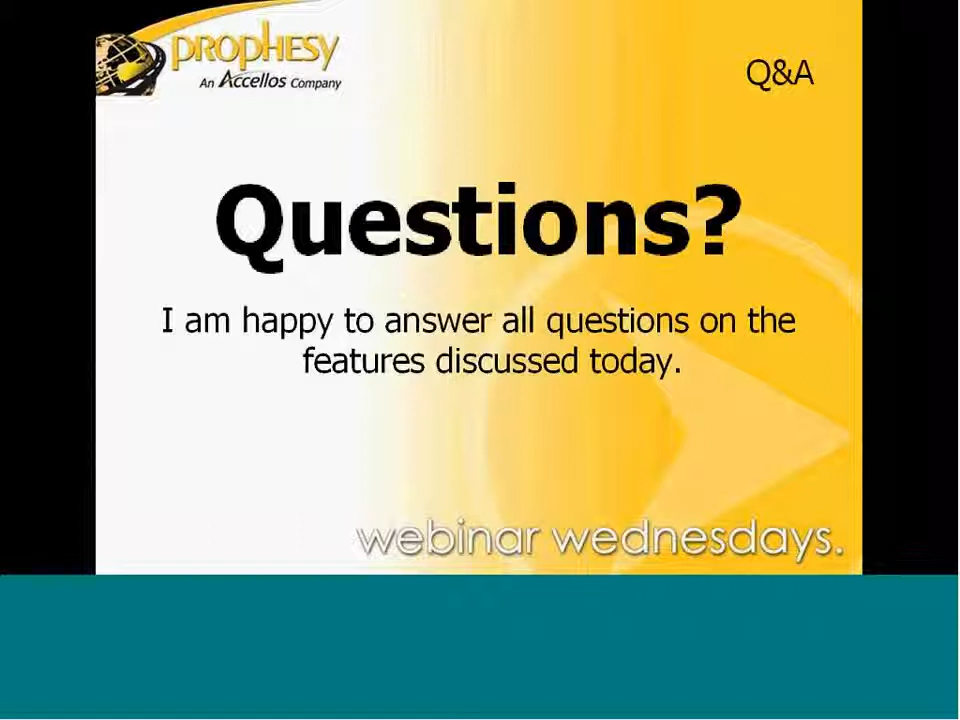 prophesy
An Accellos Company
Q&A
Questions?
I am happy to answer all questions on the
features discussed today.
webinar wednesdays.